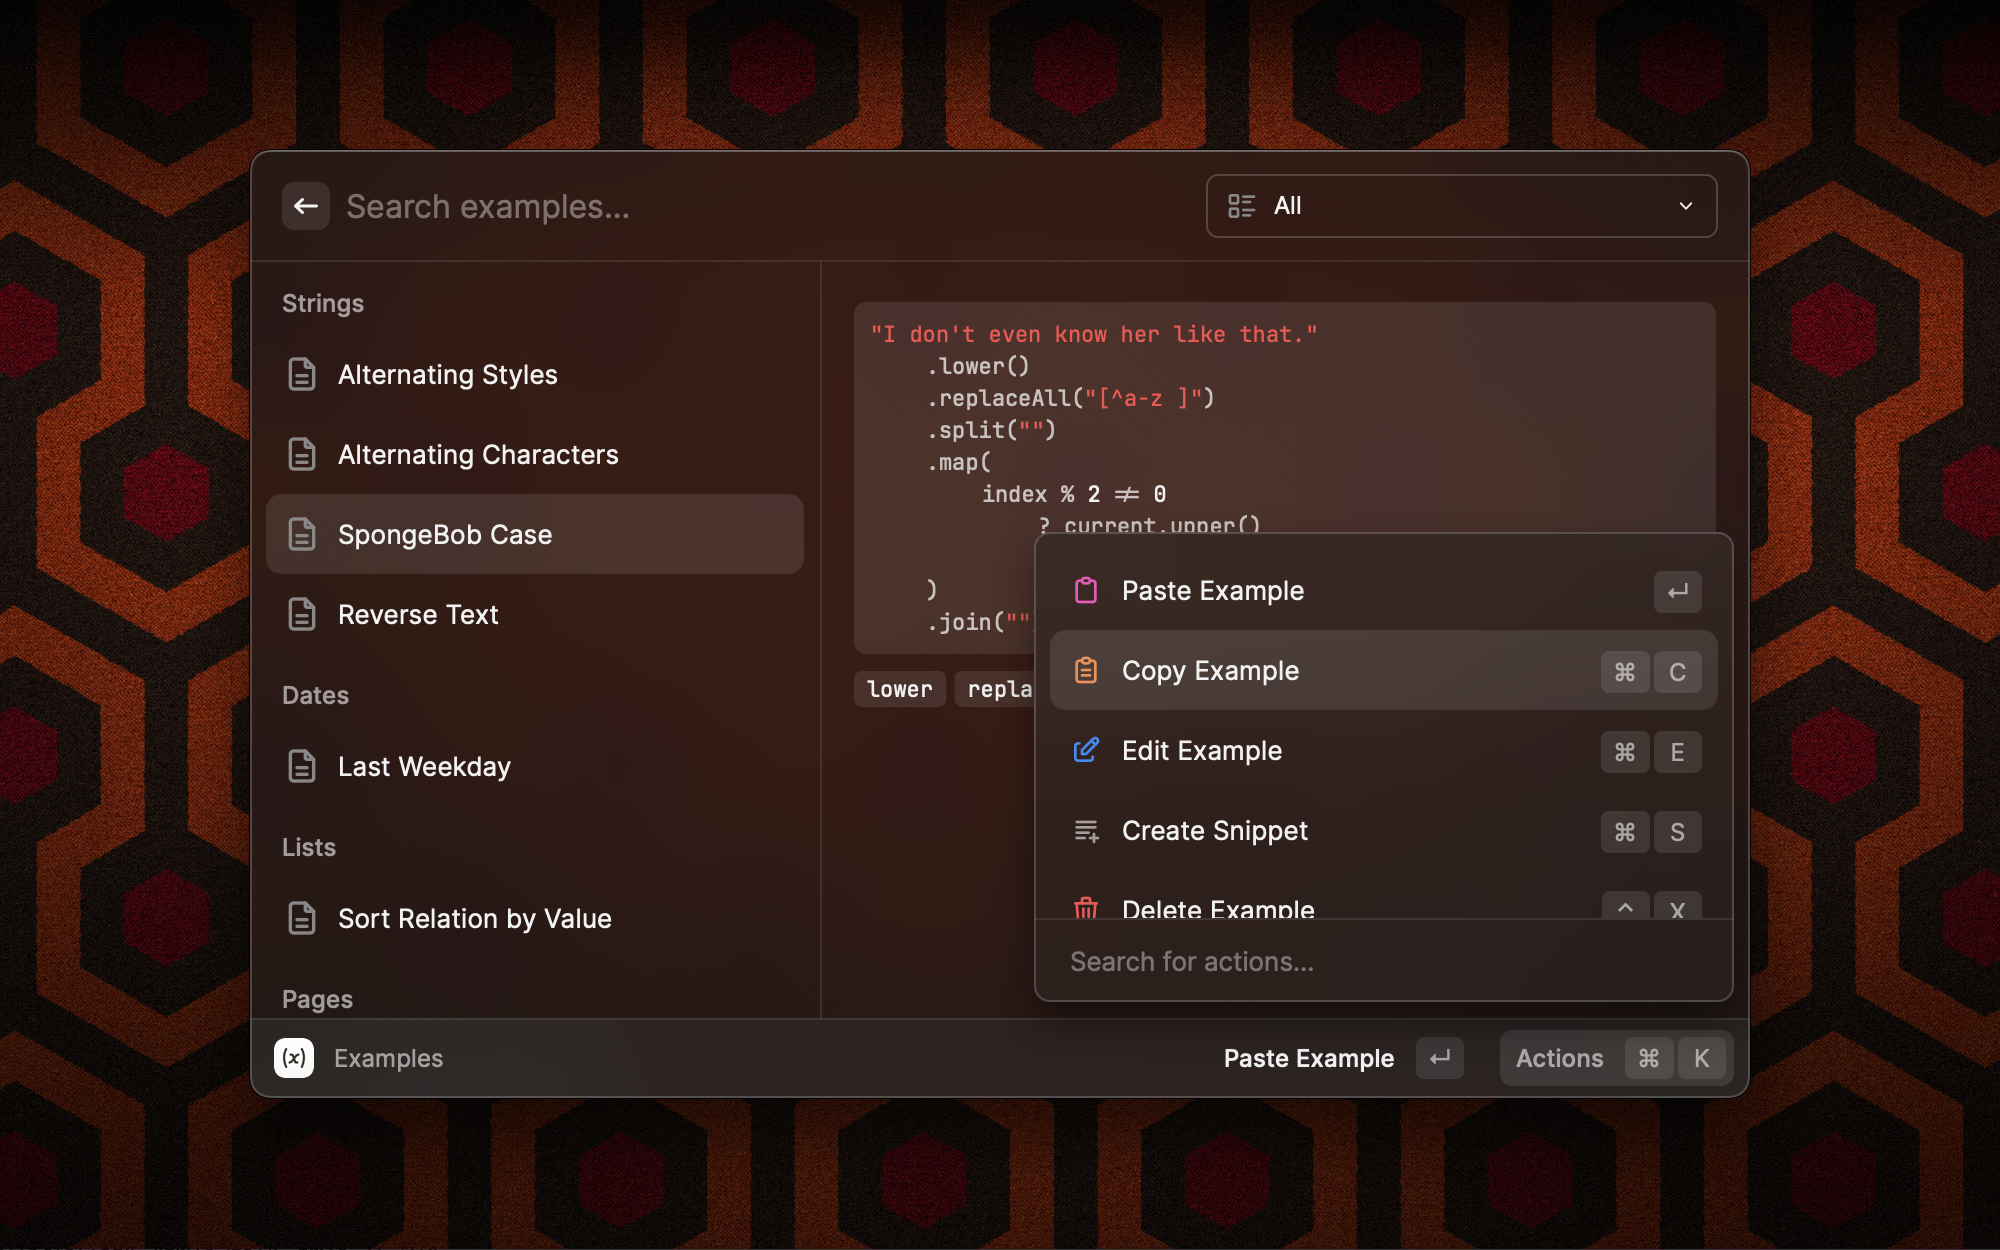 Search examples...
All
Strings
Alternating Styles
Alternating Characters
SpongeBob Case
Reverse Text
Dates
Last Weekday
Lists
Sort Relation by Value
Pages
"I don't even know her like that."
.lower()
.replaceAll("[^a-z ]")
.split("")
.map(
index % 2 ≠ 0
? current.upper()
)
.join("")
lower
repla
Paste Example ↵
Copy Example ⌘ C
Edit Example ⌘ E
Create Snippet ⌘ S
Delete Example ^ X
Search for actions...
(x) Examples
Paste Example ↵
Actions ⌘ K